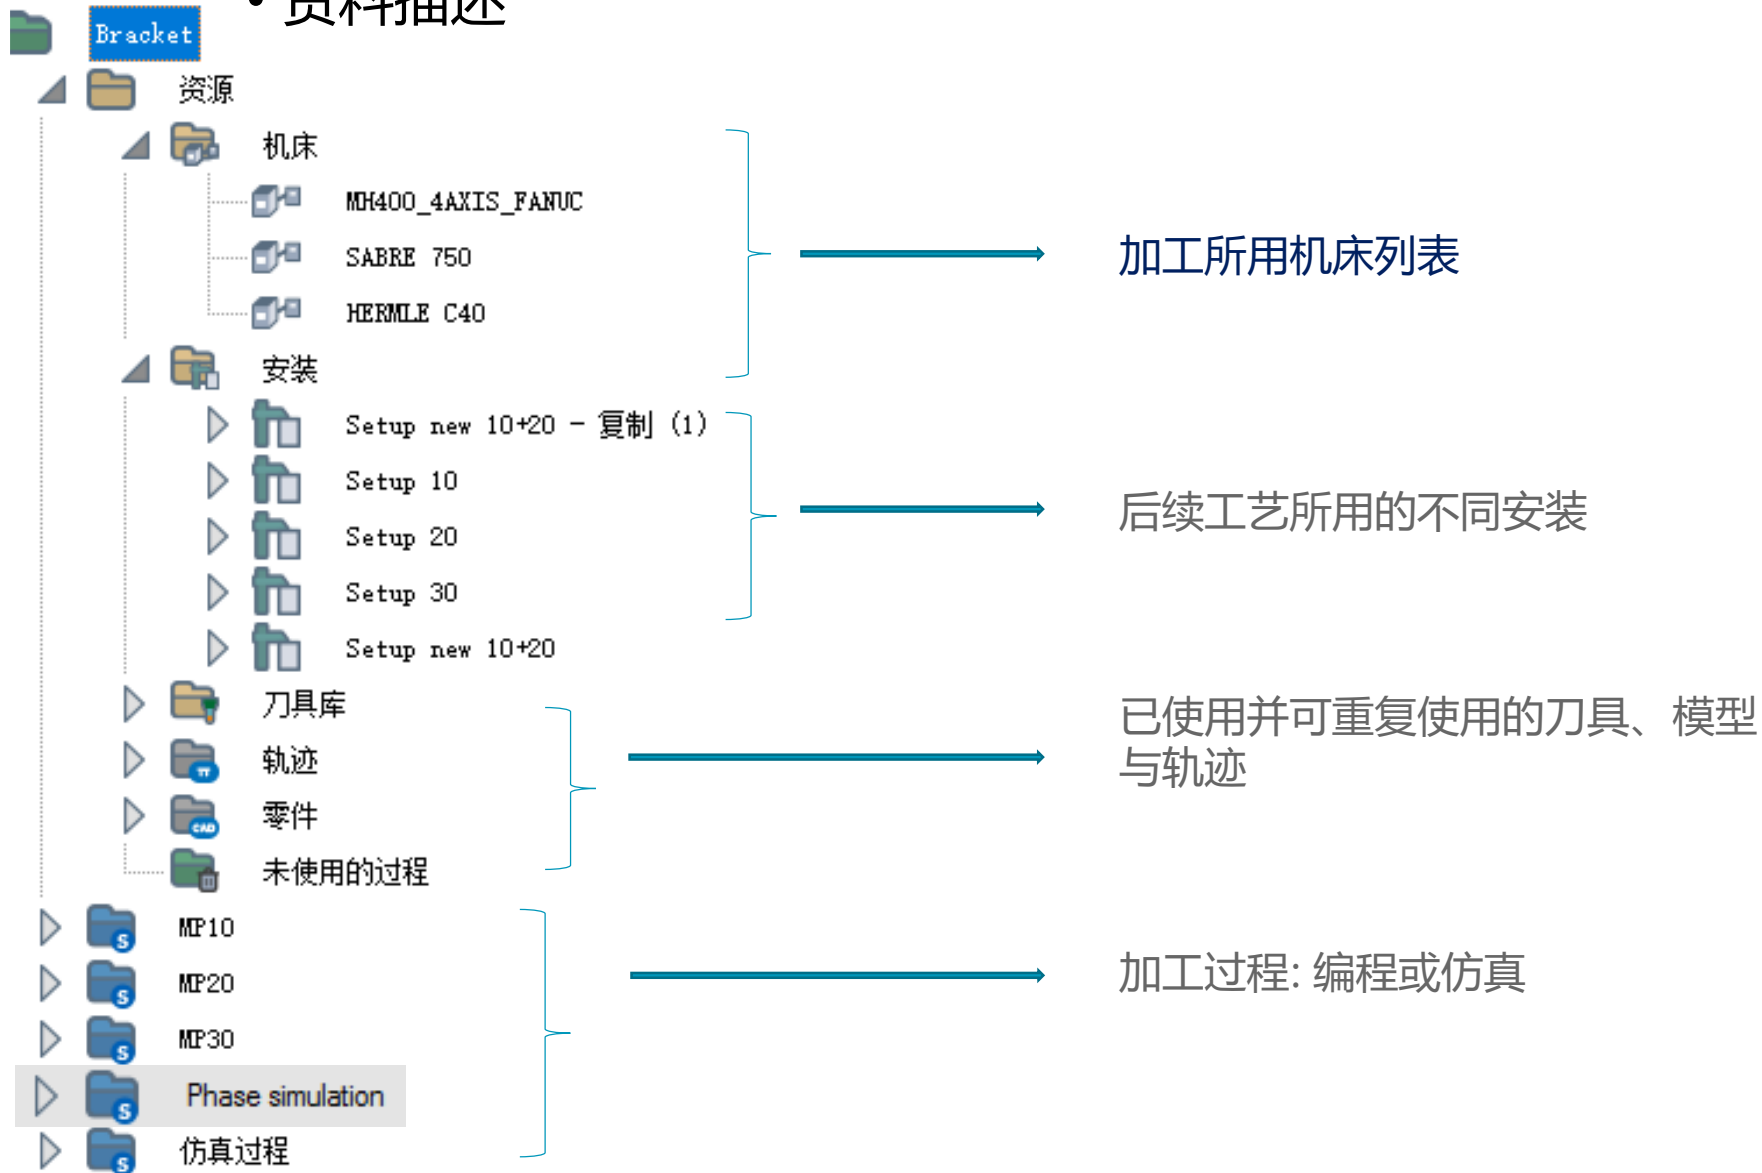 • 资料描述
Bracket
资源
机床
MH400_4AXIS_FANUC
SABRE 750
HERMLE C40
加工所用机床列表
安装
Setup new 10+20 - 复制 (1)
Setup 10
Setup 20
Setup 30
Setup new 10+20
后续工艺所用的不同安装
刀具库
轨迹
零件
未使用的过程
已使用并可重复使用的刀具、模型
与轨迹
MP10
MP20
MP30
Phase simulation
仿真过程
加工过程: 编程或仿真